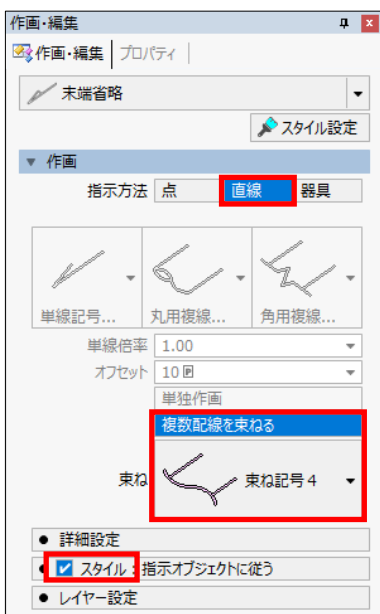 作画・編集
作画・編集 プロパティ
末端省略
スタイル設定
作画
指示方法 点 直線 器具
単線記号... 丸用複線... 角用複線...
単線倍率 1.00
オフセット 10 P
単独作画
複数配線を束ねる
束ね 束ね記号4
詳細設定
スタイル：指示オブジェクトに従う
レイヤー設定